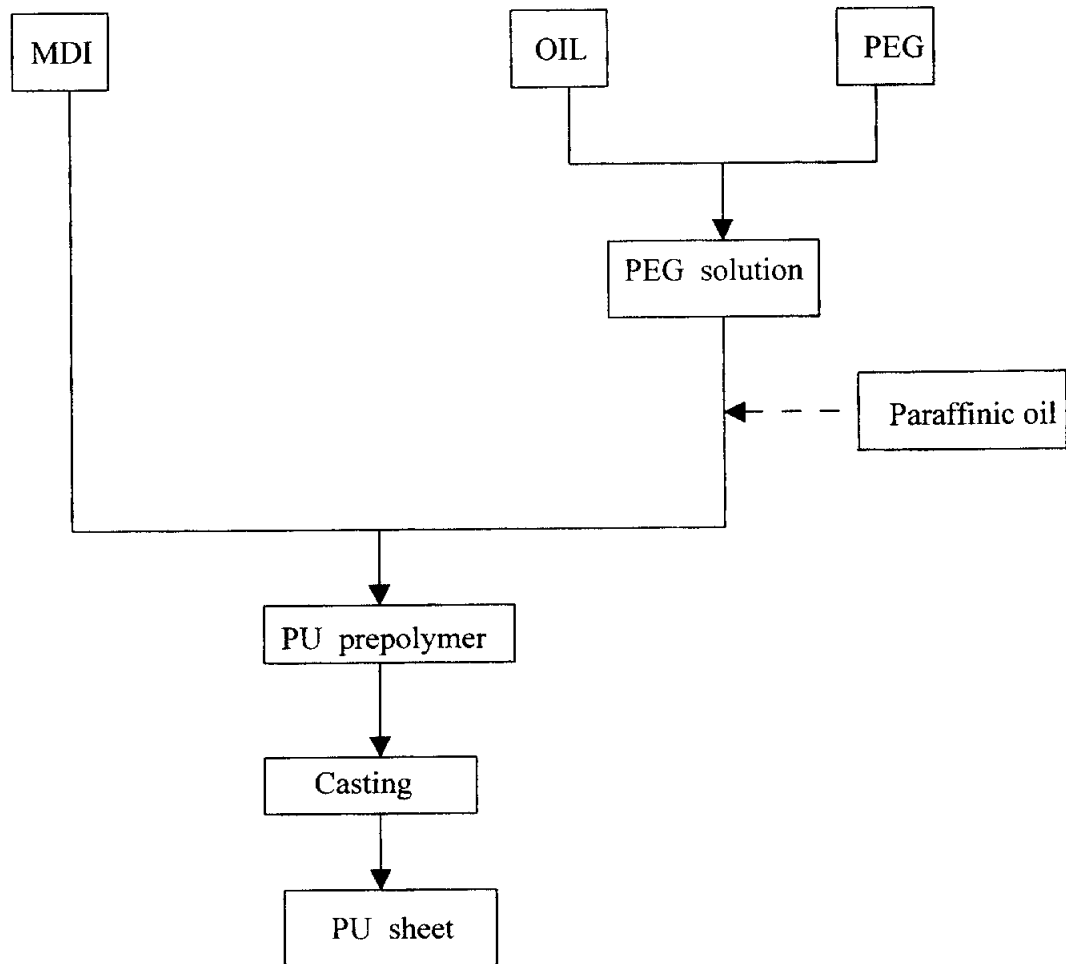 MDI
OIL
PEG
PEG solution
Paraffinic oil
PU prepolymer
Casting
PU sheet